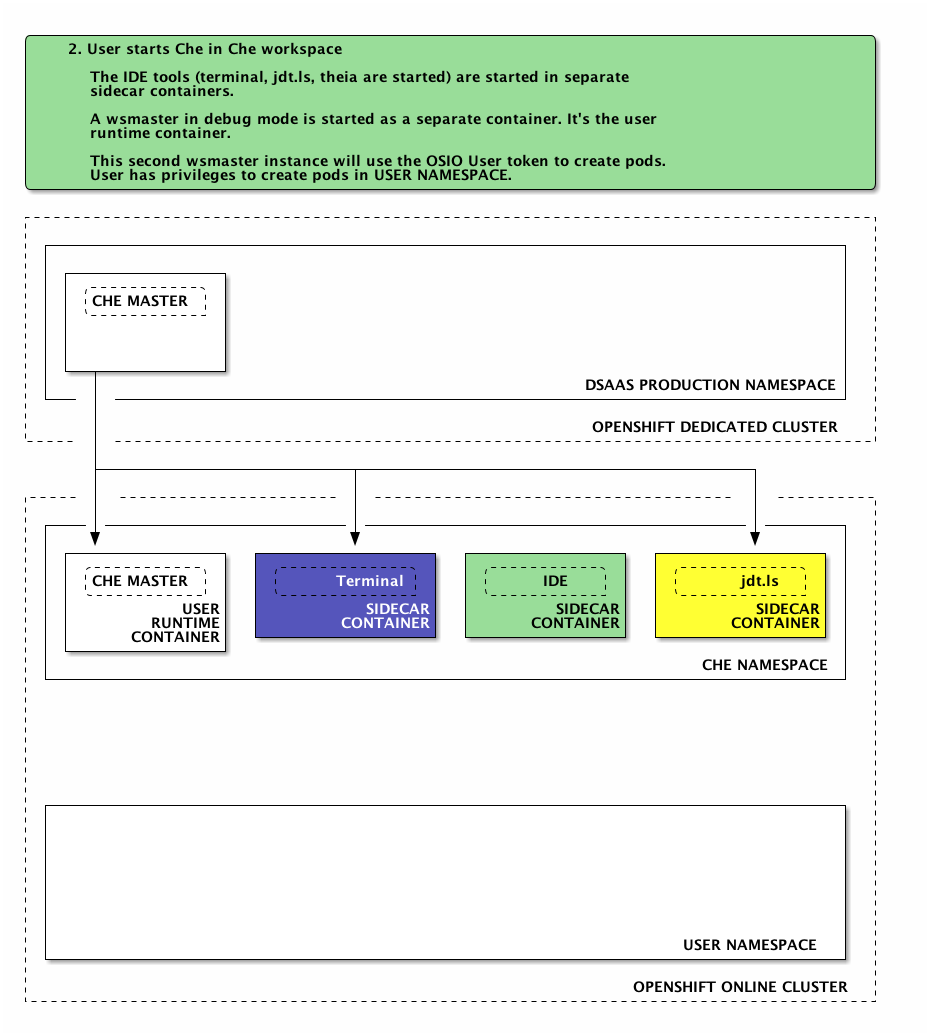 2. User starts Che in Che workspace
The IDE tools (terminal, jdt.ls, theia are started) are started in separate
sidecar containers.
A wsmaster in debug mode is started as a separate container. It's the user
runtime container.
This second wsmaster instance will use the OSIO User token to create pods.
User has privileges to create pods in USER NAMESPACE.
CHE MASTER
DSAAS PRODUCTION NAMESPACE
OPENSHIFT DEDICATED CLUSTER
CHE MASTER
USER
RUNTIME
CONTAINER
Terminal
SIDECAR
CONTAINER
IDE
SIDECAR
CONTAINER
jdt.ls
SIDECAR
CONTAINER
CHE NAMESPACE
USER NAMESPACE
OPENSHIFT ONLINE CLUSTER